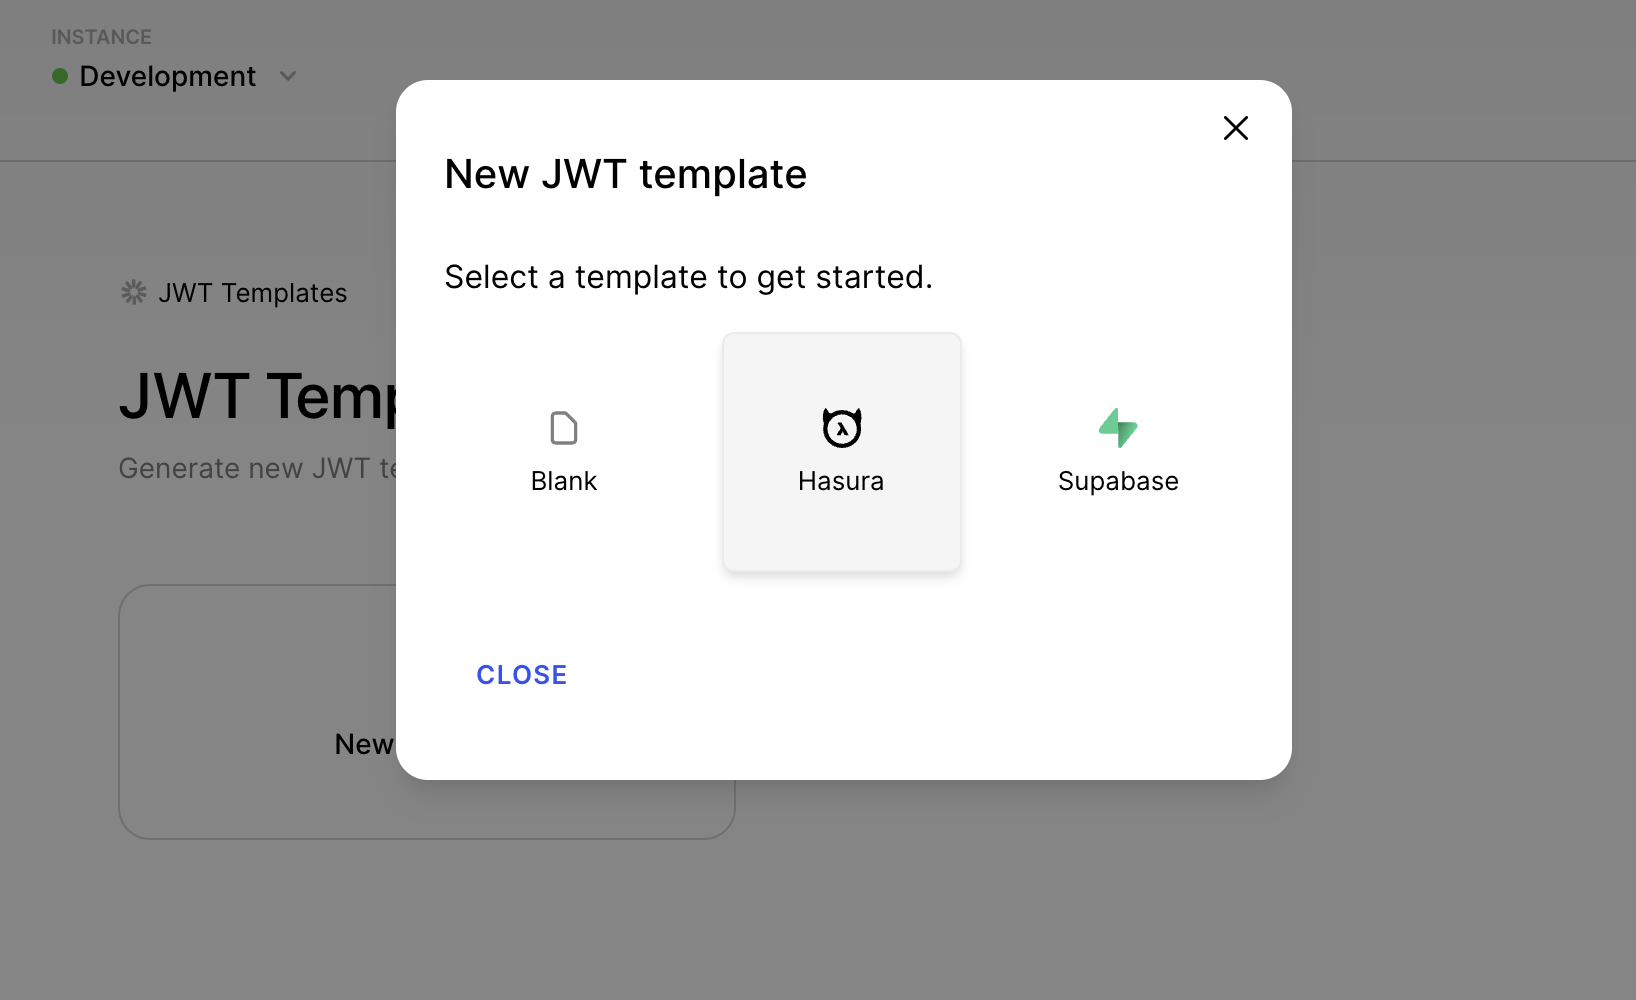 INSTANCE
Development
New JWT template
Select a template to get started.
JWT Templates
JWT Temp
Generate new JWT te
Blank
Hasura
Supabase
CLOSE
New